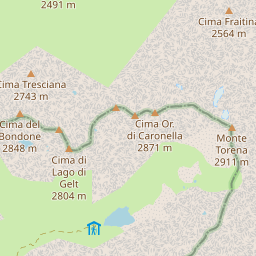 2491 m
Cima Fraitina
2564 m
Cima Tresciana
2743 m
Cima del
Bondone
2848 m
Cima di
Lago di
Gelt
2804 m
Cima Or.
di Caronella
2871 m
Monte
Torena
2911 m